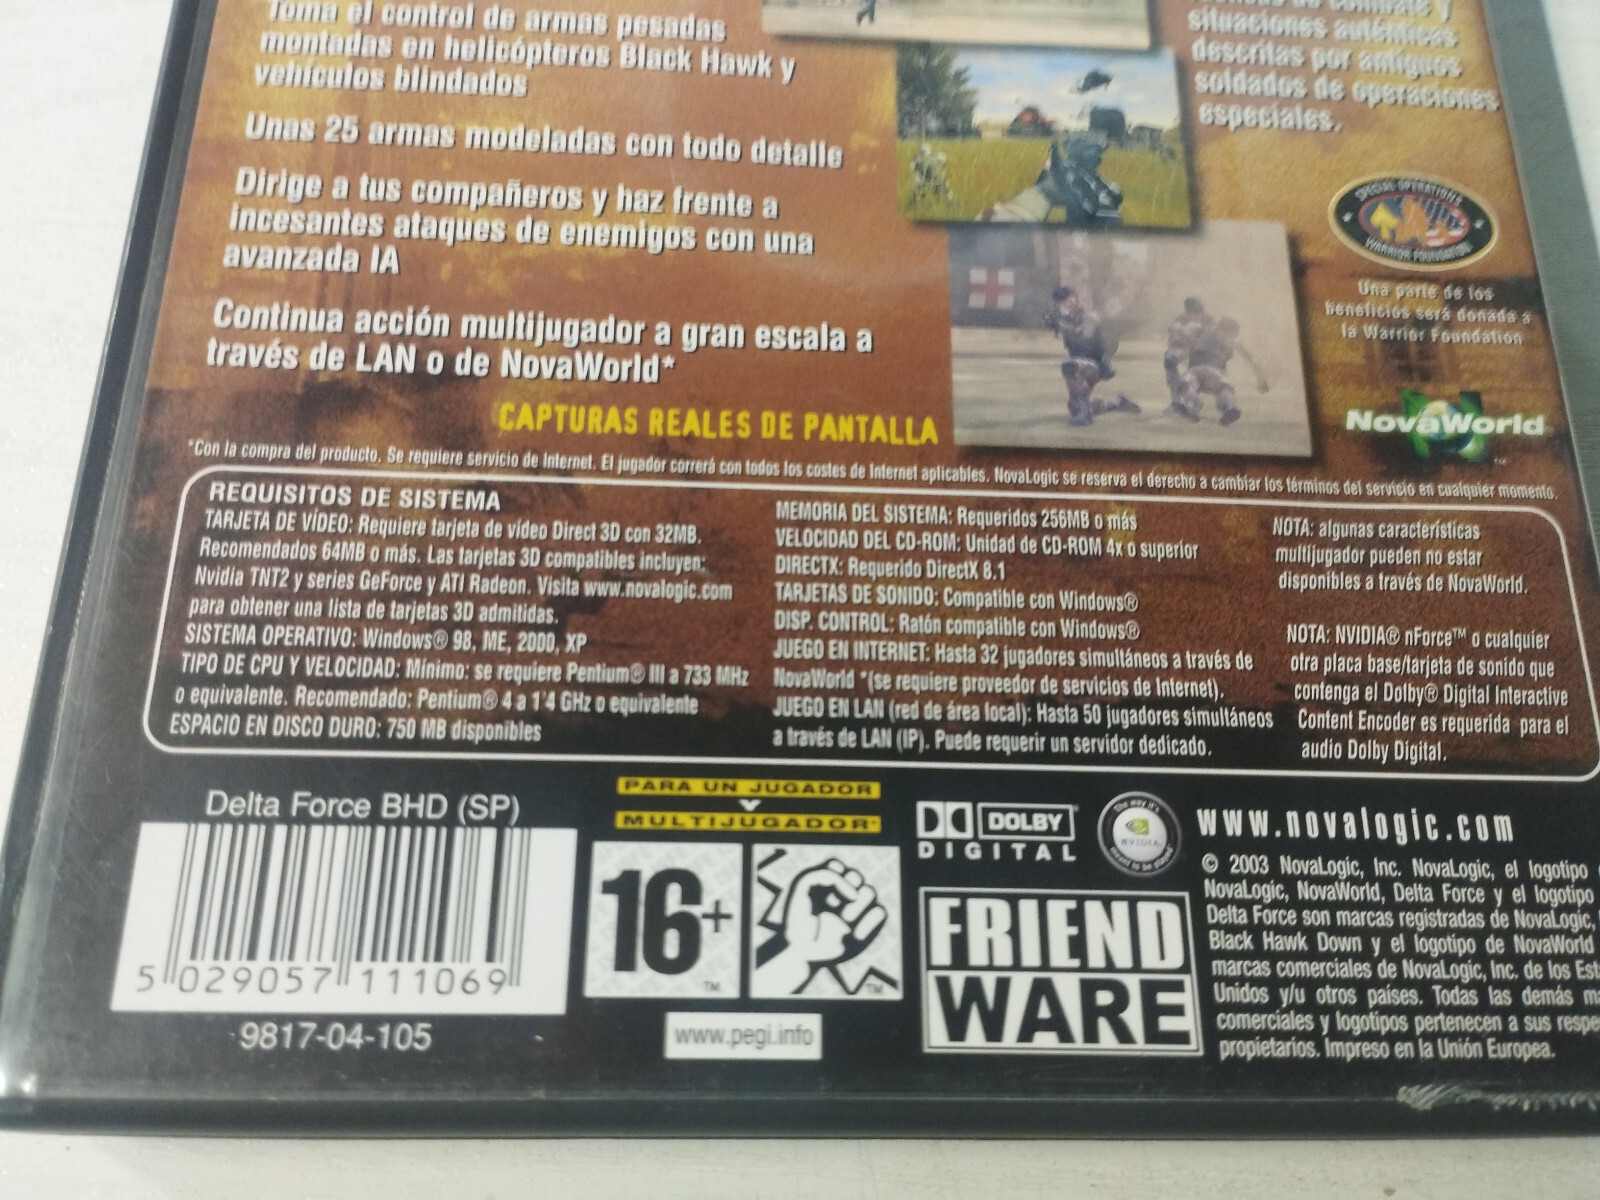 Toma el control de armas pesadas
montadas en helicópteros Black Hawk y
vehículos blindados
Unas 25 armas modeladas con todo detalle
Dirige a tus compañeros y haz frente a
incesantes ataques de enemigos con una
avanzada IA
Continua acción multijugador a gran escala a
través de LAN o de NovaWorld*
CAPTURAS REALES DE PANTALLA
de combate y
situaciones auténticas
descritas por antiguos
soldados de operaciones
especiales.
SPECIAL OPERATIONS
WARRIOR FOUNDATION
Una parte de los
beneficios será donada a
la Warrior Foundation
NovaWorld
*Con la compra del producto. Se requiere servicio de Internet. El jugador correrá con todos los costes de Internet aplicables. NovaLogic se reserva el derecho a cambiar los términos del servicio en cualquier momento.
REQUISITOS DE SISTEMA
TARJETA DE VÍDEO: Requiere tarjeta de vídeo Direct 3D con 32MB.
Recomendados 64MB o más. Las tarjetas 3D compatibles incluyen:
Nvidia TNT2 y series GeForce y ATI Radeon. Visita www.novalogic.com
para obtener una lista de tarjetas 3D admitidas.
SISTEMA OPERATIVO: Windows® 98, ME, 2000, XP
TIPO DE CPU Y VELOCIDAD: Mínimo: se requiere Pentium® III a 733 MHz
o equivalente. Recomendado: Pentium® 4 a 1'4 GHz o equivalente
ESPACIO EN DISCO DURO: 750 MB disponibles
MEMORIA DEL SISTEMA: Requeridos 256MB o más
VELOCIDAD DEL CD-ROM: Unidad de CD-ROM 4x o superior
DIRECTX: Requerido DirectX 8.1
TARJETAS DE SONIDO: Compatible con Windows®
DISP. CONTROL: Ratón compatible con Windows®
JUEGO EN INTERNET: Hasta 32 jugadores simultáneos a través de
NovaWorld *(se requiere proveedor de servicios de Internet).
JUEGO EN LAN (red de área local): Hasta 50 jugadores simultáneos
a través de LAN (IP). Puede requerir un servidor dedicado.
NOTA: algunas características
multijugador pueden no estar
disponibles a través de NovaWorld.
NOTA: NVIDIA® nForce™ o cualquier
otra placa base/tarjeta de sonido que
contenga el Dolby® Digital Interactive
Content Encoder es requerida para el
audio Dolby Digital.
Delta Force BHD (SP)
5 029057 111069
9817-04-105
PARA UN JUGADOR
Y
MULTIJUGADOR*
16+
TM
TM
www.pegi.info
DOLBY
DIGITAL
The way it's
NVIDIA
meant to be played
FRIEND
WARE
www.novalogic.com
© 2003 NovaLogic, Inc. NovaLogic, el logotipo
NovaLogic, NovaWorld, Delta Force y el logotipo
Delta Force son marcas registradas de NovaLogic,
Black Hawk Down y el logotipo de NovaWorld
marcas comerciales de NovaLogic, Inc. de los Est
Unidos y/u otros países. Todas las demás m
comerciales y logotipos pertenecen a sus respe
propietarios. Impreso en la Unión Europea.